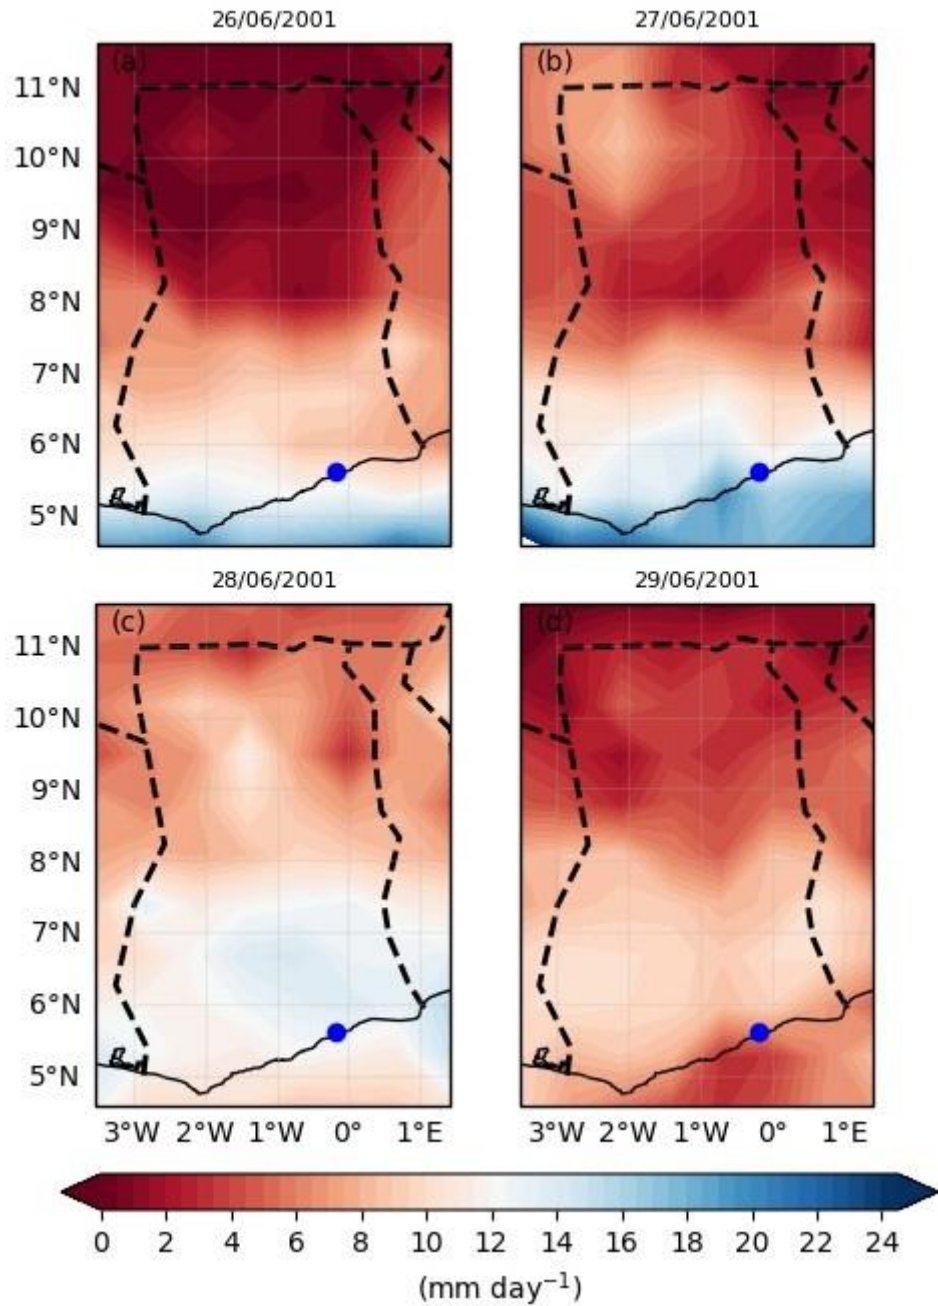 26/06/2001 27/06/2001
(a) (b)
11°N
10°N
9°N
8°N
7°N
6°N
5°N
28/06/2001 29/06/2001
(c) (d)
11°N
10°N
9°N
8°N
7°N
6°N
5°N
3°W 2°W 1°W 0° 1°E 3°W 2°W 1°W 0° 1°E
0 2 4 6 8 10 12 14 16 18 20 22 24
(mm day⁻¹)